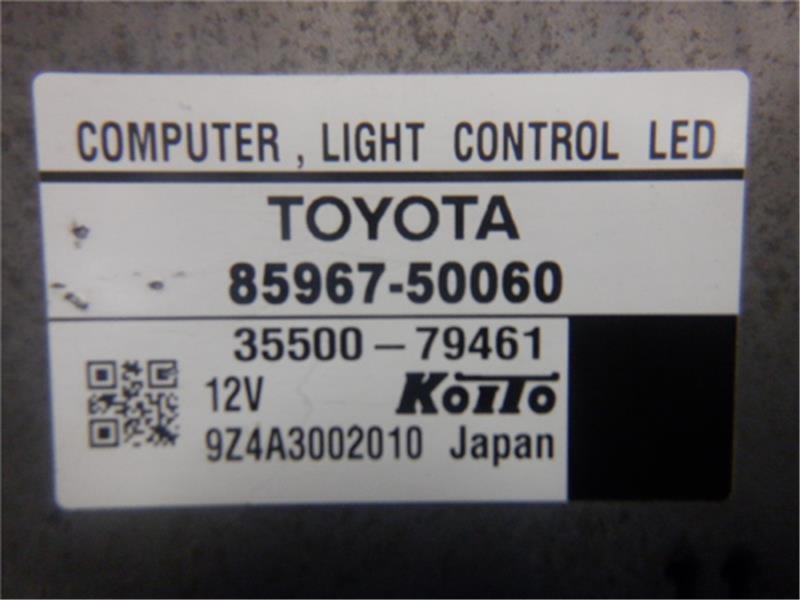 COMPUTER , LIGHT CONTROL LED
TOYOTA
85967-50060
35500-79461
12V KOITO
9Z4A3002010 Japan